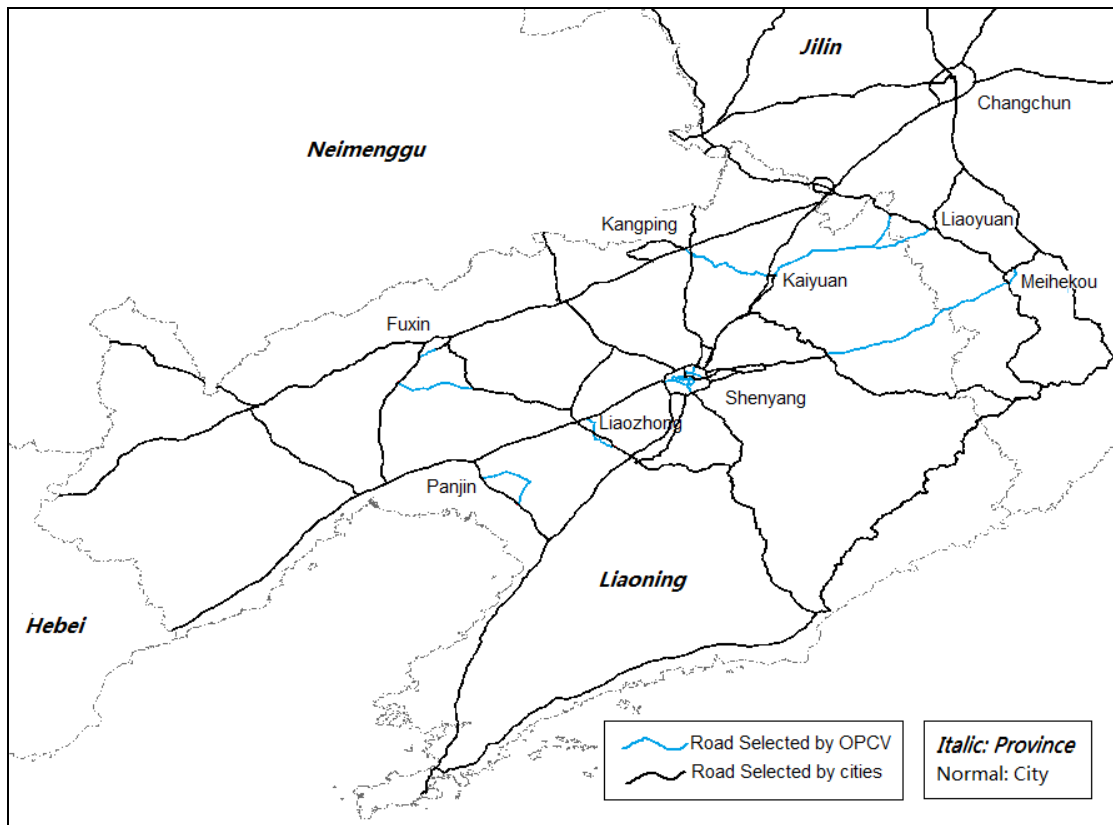 Jilin
Changchun
Neimenggu
Kangping
Liaoyuan
Kaiyuan
Meihekou
Fuxin
Shenyang
Liaozhong
Panjin
Liaoning
Hebei
Road Selected by OPCV
Road Selected by cities
Italic: Province
Normal: City